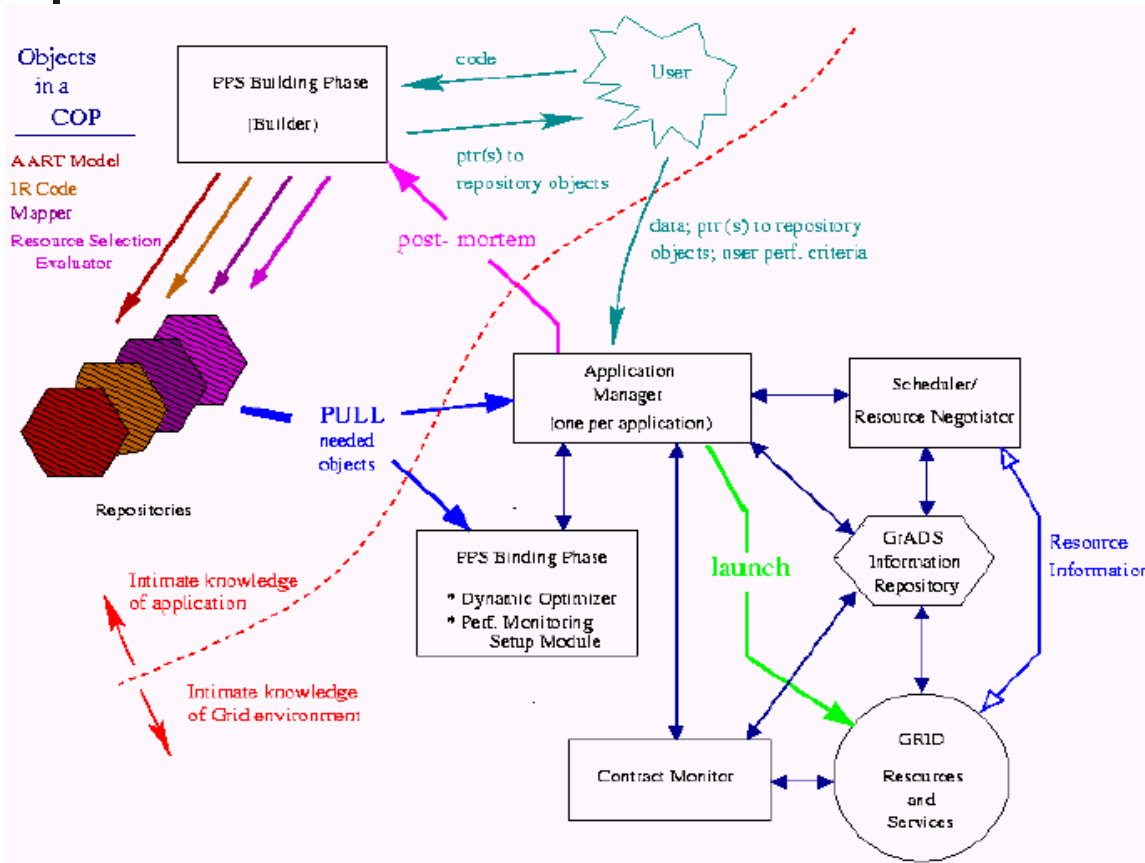 Objects
in a
COP
AART Model
IR Code
Mapper
Resource Selection
Evaluator
PPS Building Phase
(Builder)
code
User
ptr(s) to
repository objects
post- mortem
data; ptr (s) to repository
objects; user perf. criteria
Repositories
PULL
needed
objects
Application
Manager
(one per application)
Scheduler/
Resource Negotiator
PPS Binding Phase
* Dynamic Optimizer
* Perf. Monitoring
Setup Module
launch
GrADS
Information
Repository
Resource
Information
Intimate knowledge
of application
Intimate knowledge
of Grid environment
Contract Monitor
GRID
Resources
and
Services